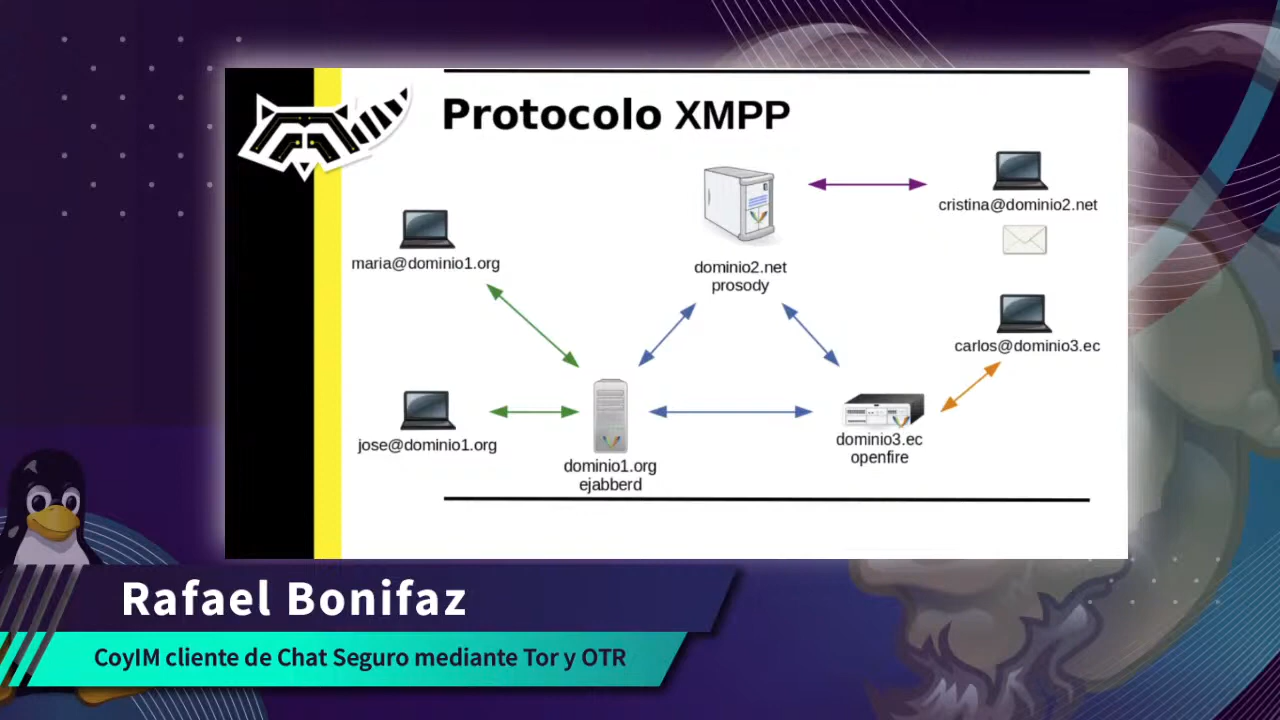 Protocolo XMPP
cristina@dominio2.net
maria@dominio1.org
dominio2.net
prosody
carlos@dominio3.ec
jose@dominio1.org
dominio3.ec
openfire
dominio1.org
ejabberd
Rafael Bonifaz
CoyIM cliente de Chat Seguro mediante Tor y OTR